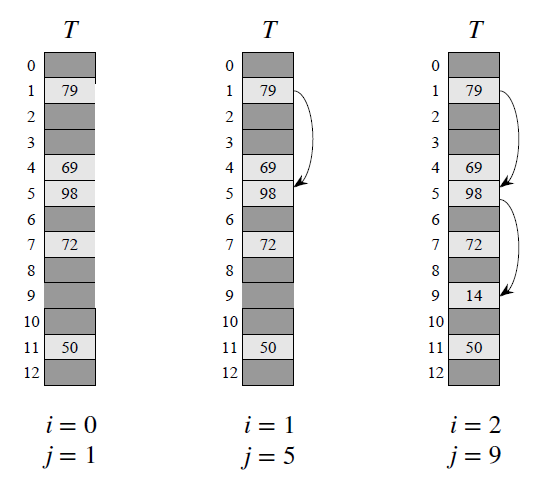 T T T
0 0 0
1 79 1 79 1 79
2 2 2
3 3 3
4 69 4 69 4 69
5 98 5 98 5 98
6 6 6
7 72 7 72 7 72
8 8 8
9 9 9 14
10 10 10
11 50 11 50 11 50
12 12 12
i = 0 i = 1 i = 2
j = 1 j = 5 j = 9